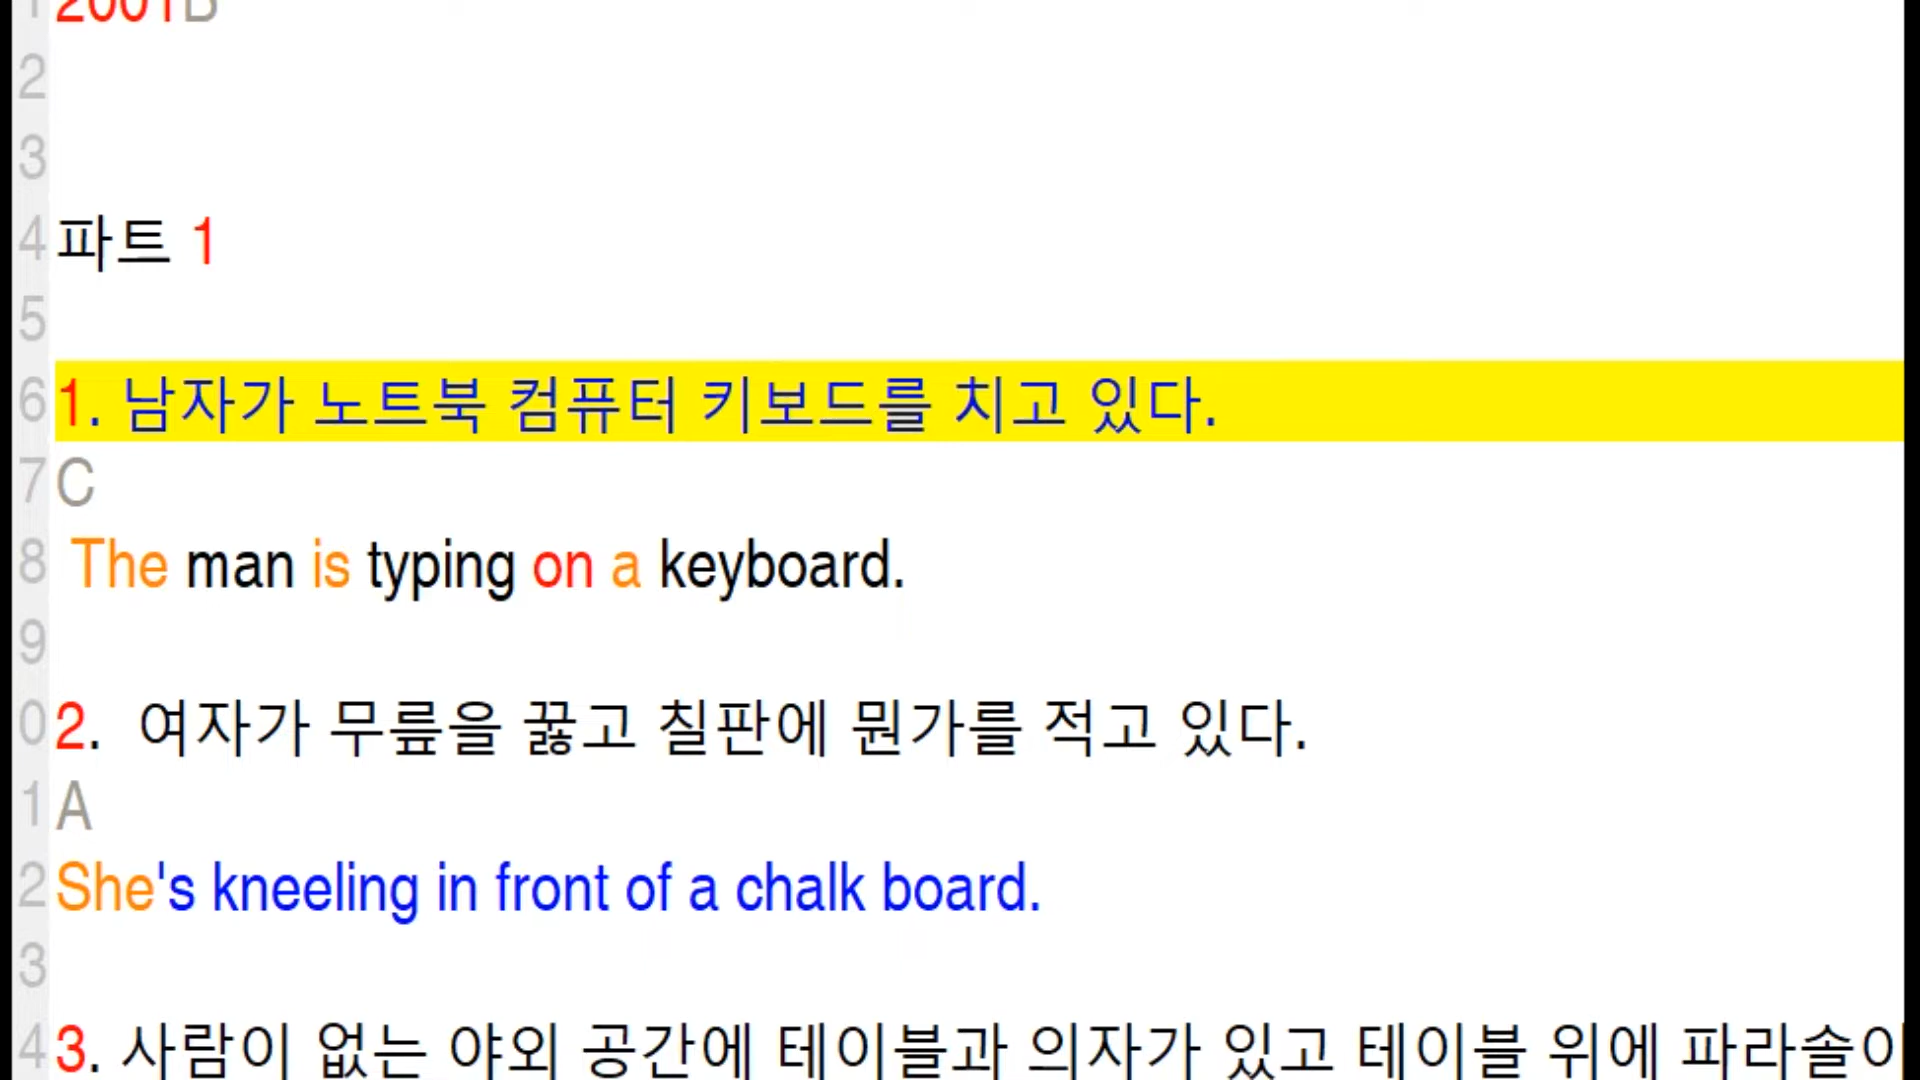 1 2001B
2
3
4 파트 1
5
6 1. 남자가 노트북 컴퓨터 키보드를 치고 있다.
7 C
8 The man is typing on a keyboard.
9
0 2. 여자가 무릎을 꿇고 칠판에 뭔가를 적고 있다.
1 A
2 She's kneeling in front of a chalk board.
3
4 3. 사람이 없는 야외 공간에 테이블과 의자가 있고 테이블 위에 파라솔이